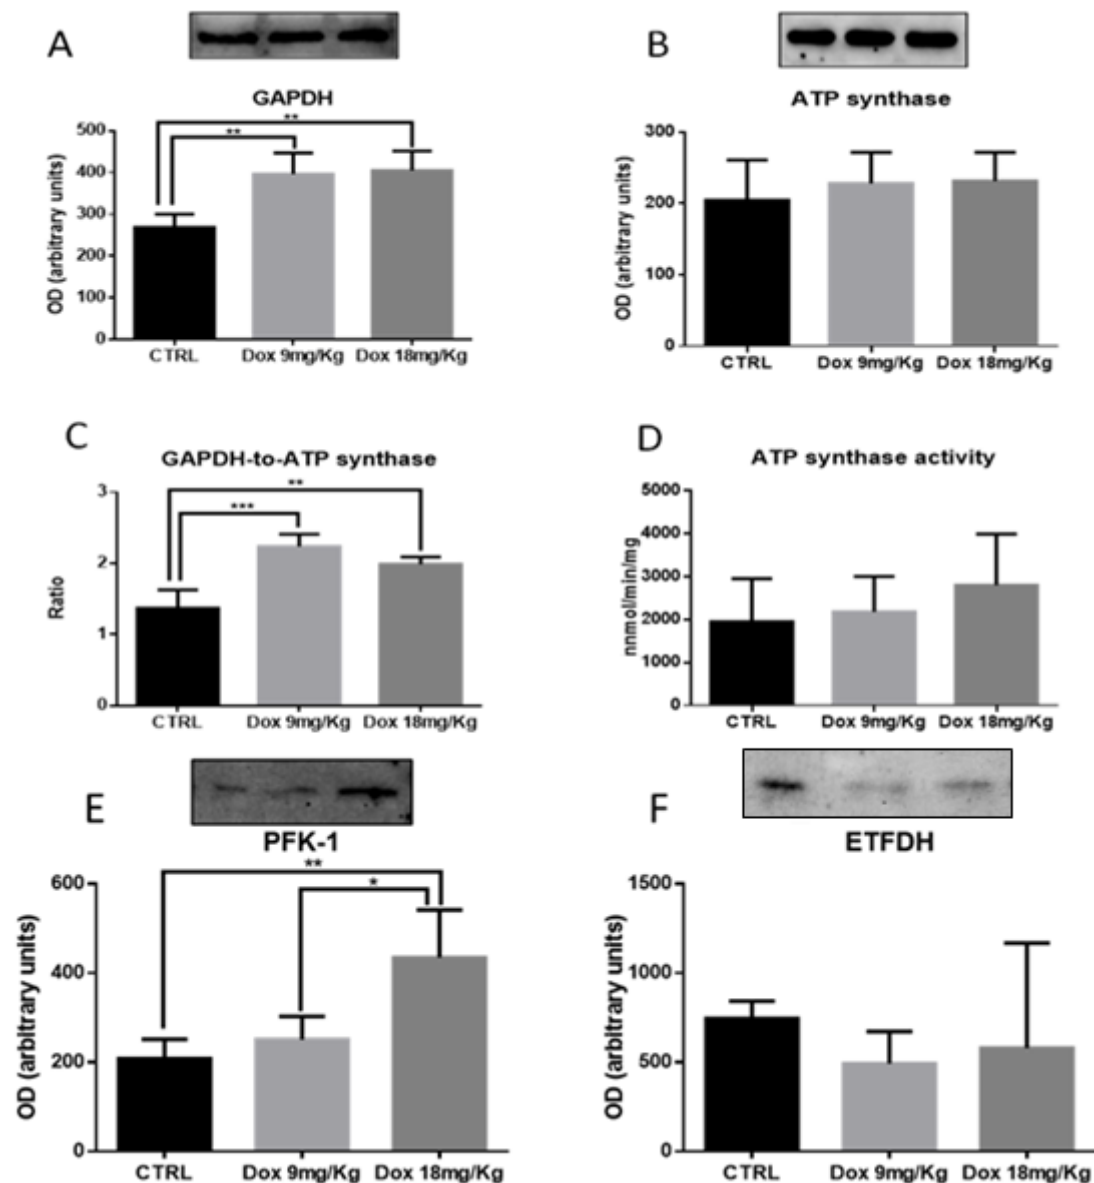 A
GAPDH
OD (arbitrary units)
500
400
300
200
100
0
**
**
CTRL Dox 9mg/Kg Dox 18mg/Kg
B
ATP synthase
OD (arbitrary units)
300
200
100
0
CTRL Dox 9mg/Kg Dox 18mg/Kg
C
GAPDH-to-ATP synthase
Ratio
3
2
1
0
**
***
CTRL Dox 9mg/Kg Dox 18mg/Kg
D
ATP synthase activity
nnmol/min/mg
5000
4000
3000
2000
1000
0
CTRL Dox 9mg/Kg Dox 18mg/Kg
E
PFK-1
OD (arbitrary units)
600
400
200
0
**
*
CTRL Dox 9mg/Kg Dox 18mg/Kg
F
ETFDH
OD (arbitrary units)
1500
1000
500
0
CTRL Dox 9mg/Kg Dox 18mg/Kg